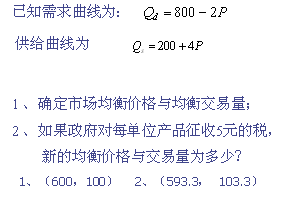 已知需求曲线为： Qd = 800 − 2P
供给曲线为 Qs = 200 + 4P
1 、确定市场均衡价格与均衡交易量；
2 、如果政府对每单位产品征收5元的税，
新的均衡价格与交易量为多少？
1、（600，100） 2、（593.3， 103.3）